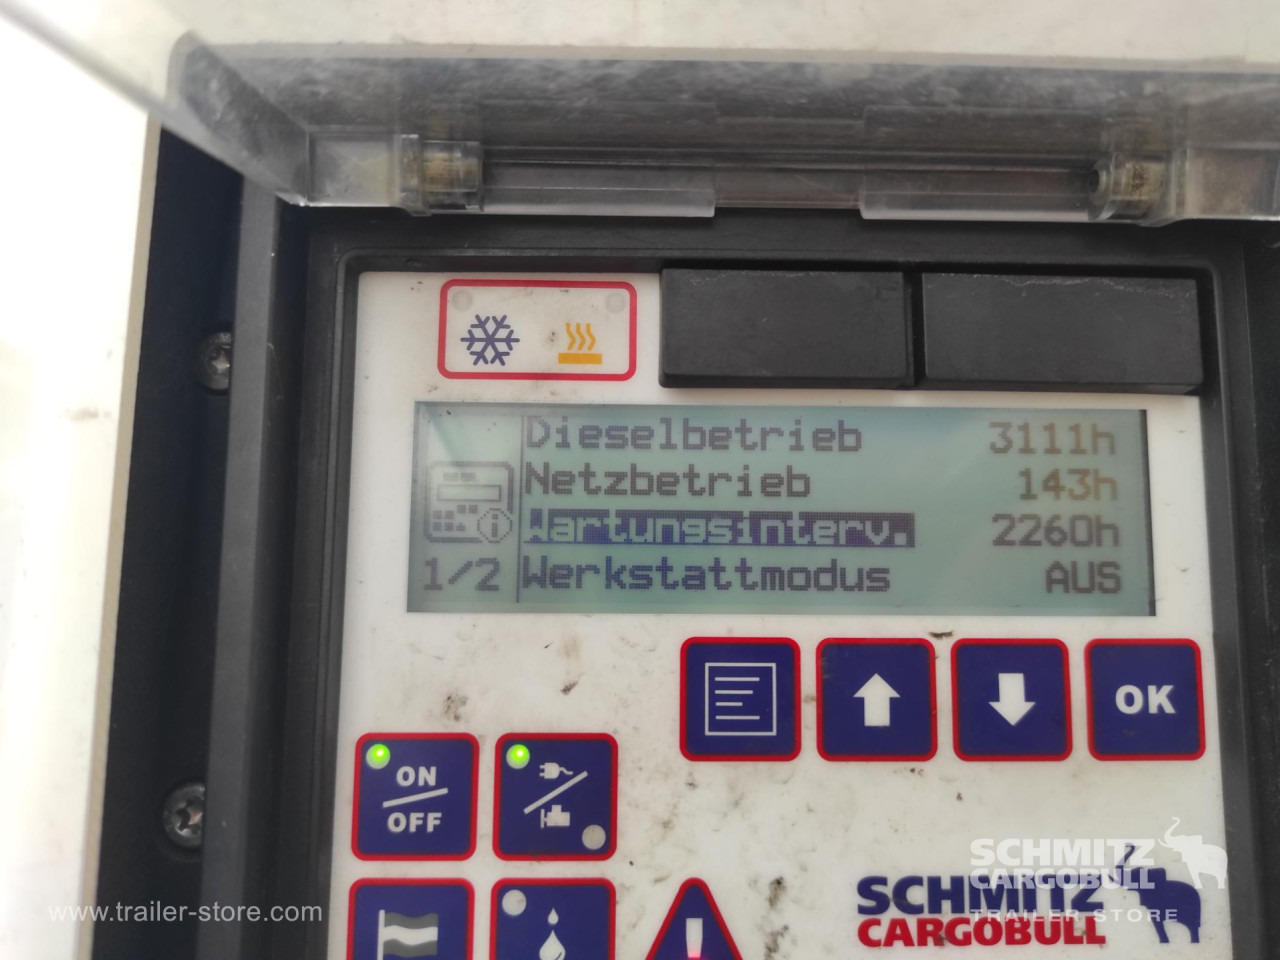 Dieselbetrieb 3111h
Netzbetrieb 143h
Wartungsinterv. 2260h
1/2 Werkstattmodus AUS
OK
ON
OFF
SCHMITZ
CARGOBULL
TRAILER STORE
SCHMITZ
CARGOBULL
www.trailer-store.com